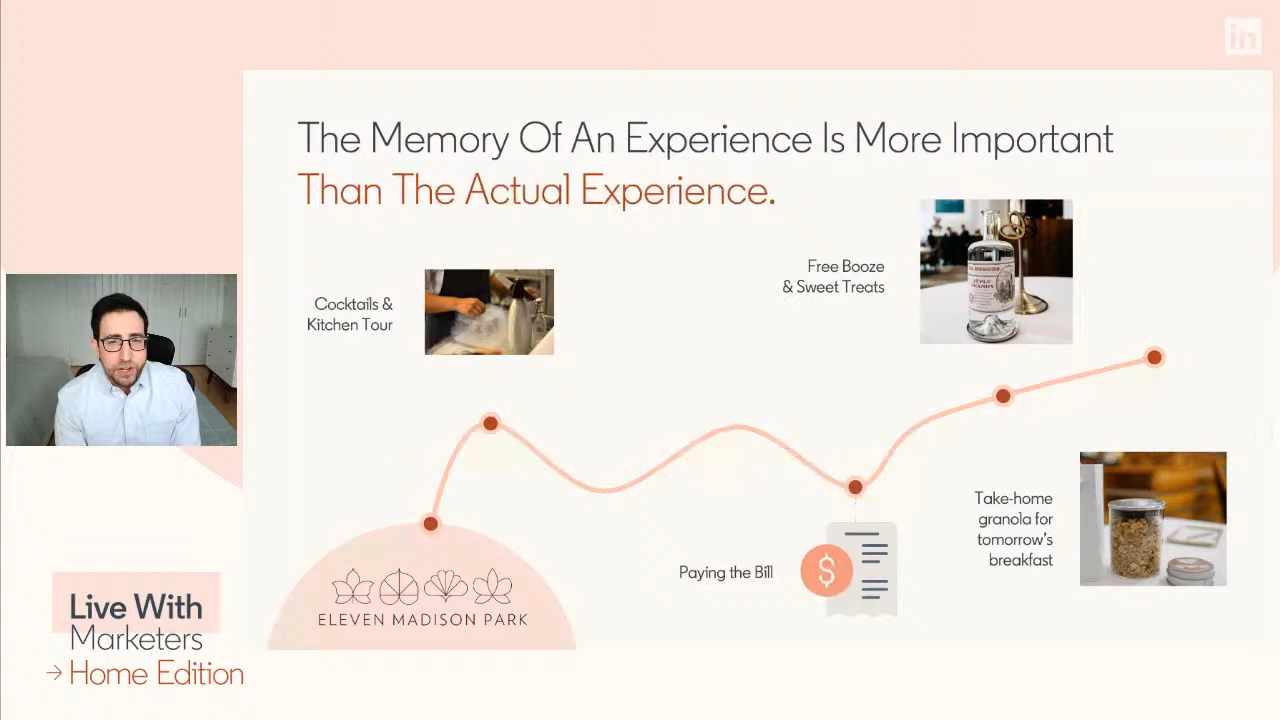 in
The Memory Of An Experience Is More Important
Than The Actual Experience.
Cocktails &
Kitchen Tour
Free Booze
& Sweet Treats
Paying the Bill
$
Take-home
granola for
tomorrow's
breakfast
ELEVEN MADISON PARK
Live With
Marketers
→ Home Edition